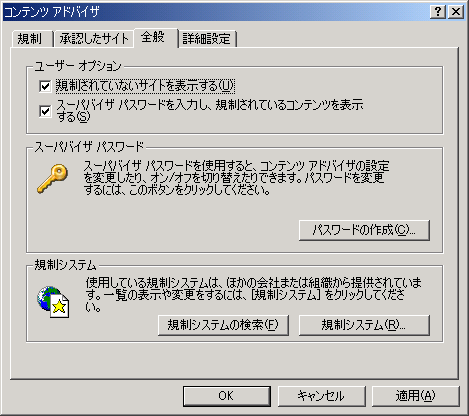 コンテンツ アドバイザ
規制
承認したサイト
全般
詳細設定
ユーザー オプション
規制されていないサイトを表示する(U)
スーパバイザ パスワードを入力し、規制されているコンテンツを表示
する(S)
スーパバイザ パスワード
スーパバイザ パスワードを使用すると、コンテンツ アドバイザの設定
を変更したり、オン/オフを切り替えたりできます。パスワードを変更
するには、このボタンをクリックしてください。
パスワードの作成(C)...
規制システム
使用している規制システムは、ほかの会社または組織から提供されていま
す。一覧の表示や変更をするには、[規制システム] をクリックしてくださ
い。
規制システムの検索(F)
規制システム(R)...
OK
キャンセル
適用(A)